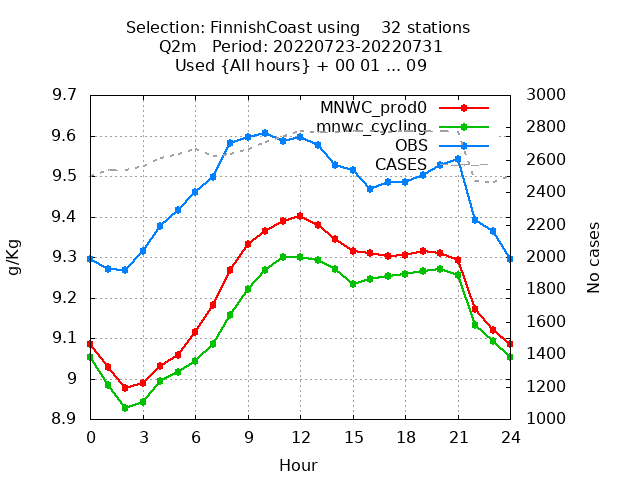 Selection: FinnishCoast using    32 stations
Q2m   Period: 20220723-20220731
Used {All hours} + 00 01 ... 09
MNWC_prod0
mnwc_cycling
OBS
CASES
9.7
9.6
9.5
9.4
9.3
9.2
9.1
9
8.9
g/Kg
3000
2800
2600
2400
2200
2000
1800
1600
1400
1200
1000
No cases
0 3 6 9 12 15 18 21 24
Hour